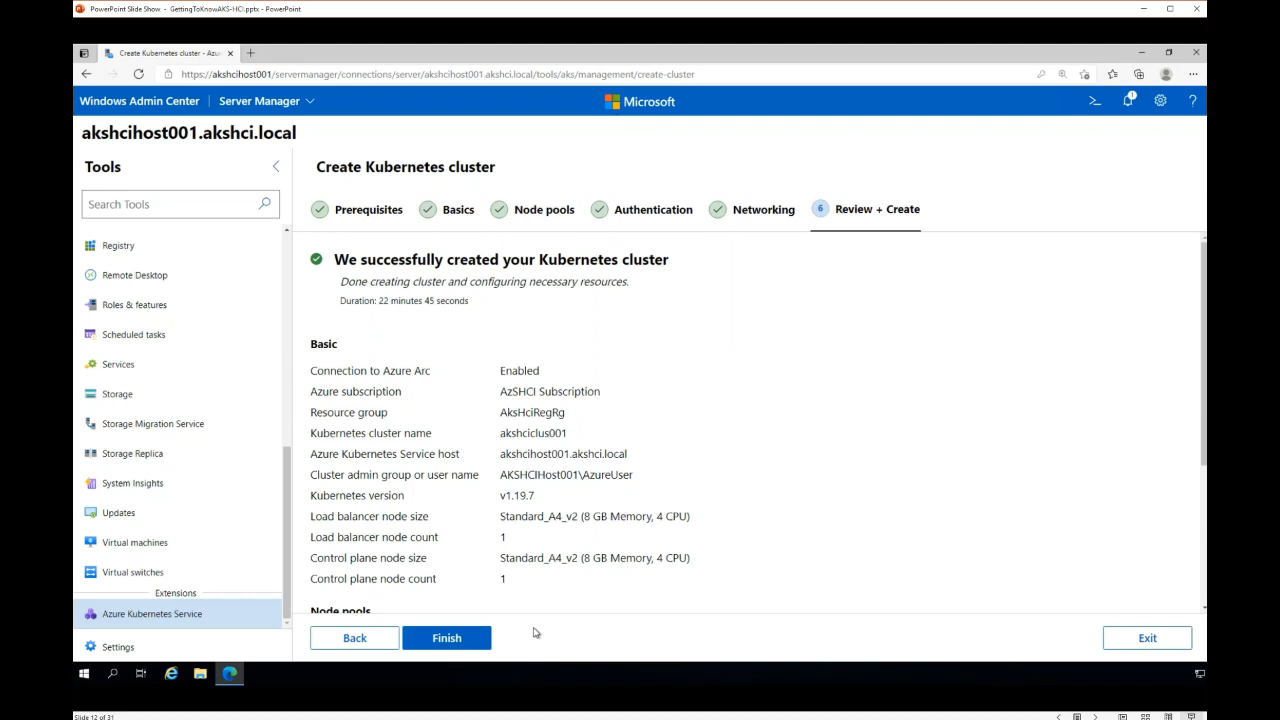 PowerPoint Slide Show - GettingToKnowAKS-HCI.pptx - PowerPoint
Create Kubernetes cluster - Azu
https://akshcihost001/servermanager/connections/server/akshcihost001.akshci.local/tools/aks/management/create-cluster
Windows Admin Center Server Manager Microsoft 1 ?
akshcihost001.akshci.local
Tools
Search Tools
Registry
Remote Desktop
Roles & features
Scheduled tasks
Services
Storage
Storage Migration Service
Storage Replica
System Insights
Updates
Virtual machines
Virtual switches
Extensions
Azure Kubernetes Service
Settings
Create Kubernetes cluster
Prerequisites Basics Node pools Authentication Networking 6 Review + Create
We successfully created your Kubernetes cluster
Done creating cluster and configuring necessary resources.
Duration: 22 minutes 45 seconds
Basic
Connection to Azure Arc Enabled
Azure subscription AzSHCI Subscription
Resource group AksHciRegRg
Kubernetes cluster name akshciclus001
Azure Kubernetes Service host akshcihost001.akshci.local
Cluster admin group or user name AKSHCIHost001\AzureUser
Kubernetes version v1.19.7
Load balancer node size Standard_A4_v2 (8 GB Memory, 4 CPU)
Load balancer node count 1
Control plane node size Standard_A4_v2 (8 GB Memory, 4 CPU)
Control plane node count 1
Node pools
Back Finish Exit
Slide 12 of 31